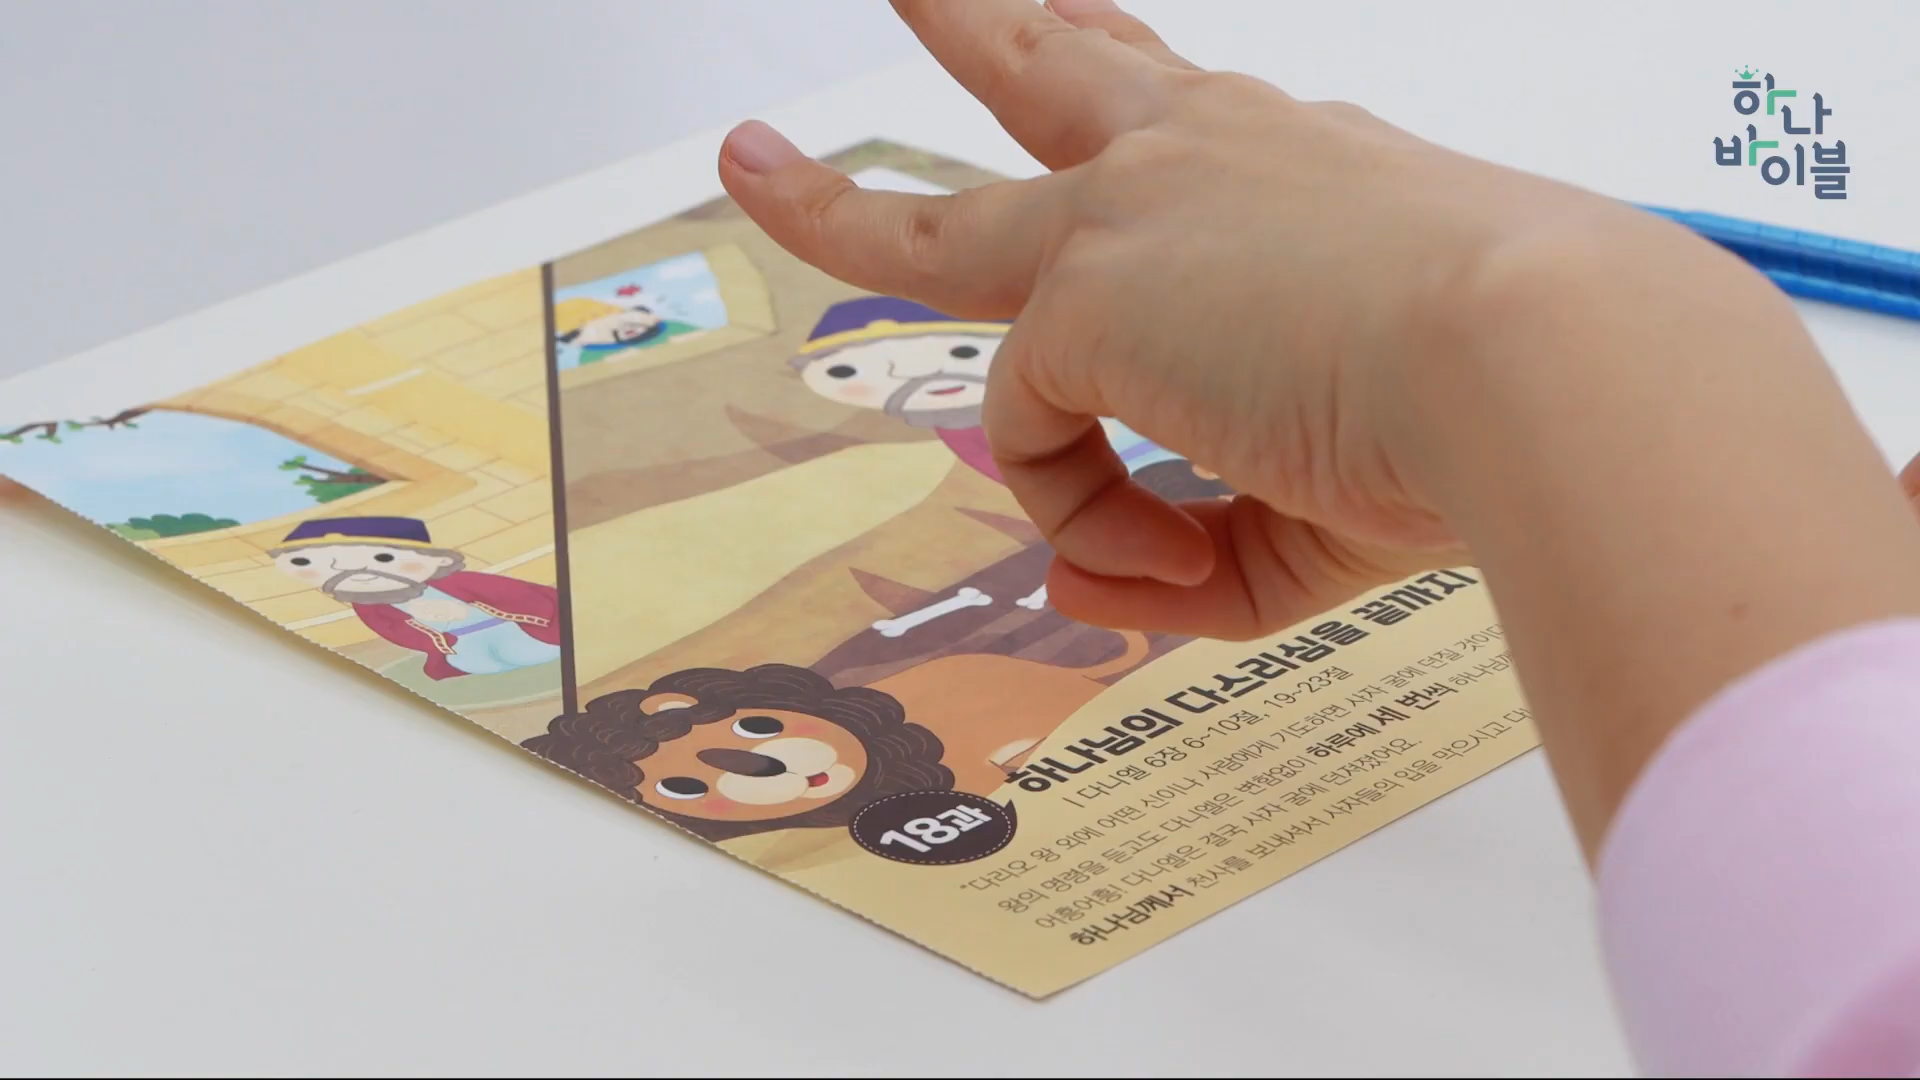 하나
바이블
18과
하나님의 다스리심을 끝까지
| 다니엘 6장 6~10절, 19~23절
"다리오 왕 외에 어떤 신이나 사람에게 기도하면 사자 굴에 던질 것이다
왕의 명령을 듣고도 다니엘은 변함없이 하루에 세 번씩 하나님께
어흥어흥! 다니엘은 결국 사자 굴에 던져졌어요.
하나님께서 천사를 보내셔서 사자들의 입을 막으시고